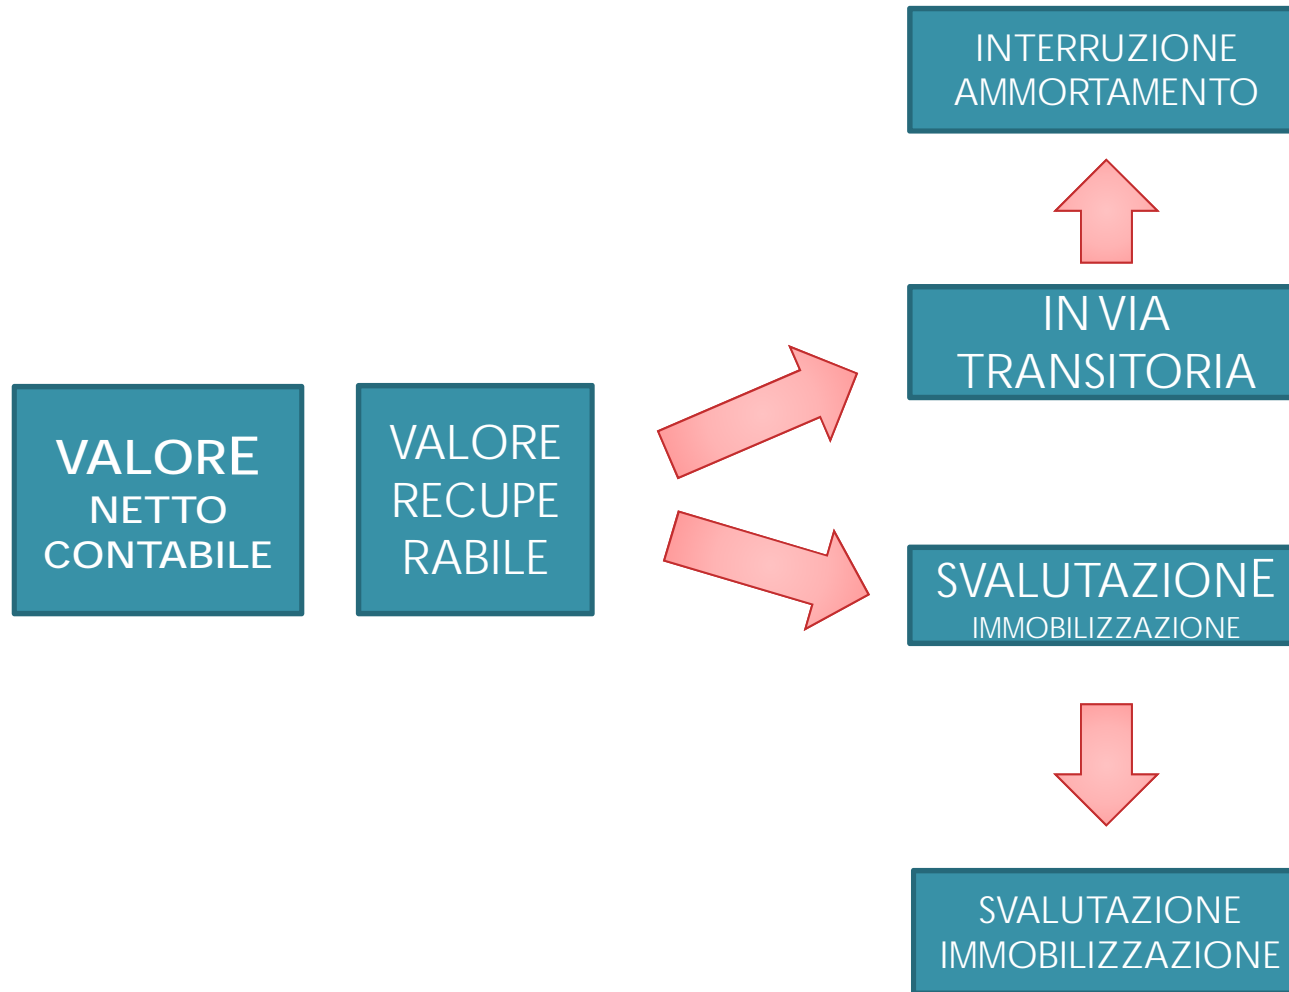 INTERRUZIONE
AMMORTAMENTO
IN VIA
TRANSITORIA
VALORE
NETTO
CONTABILE
VALORE
RECUPE
RABILE
SVALUTAZIONE
IMMOBILIZZAZIONE
SVALUTAZIONE
IMMOBILIZZAZIONE